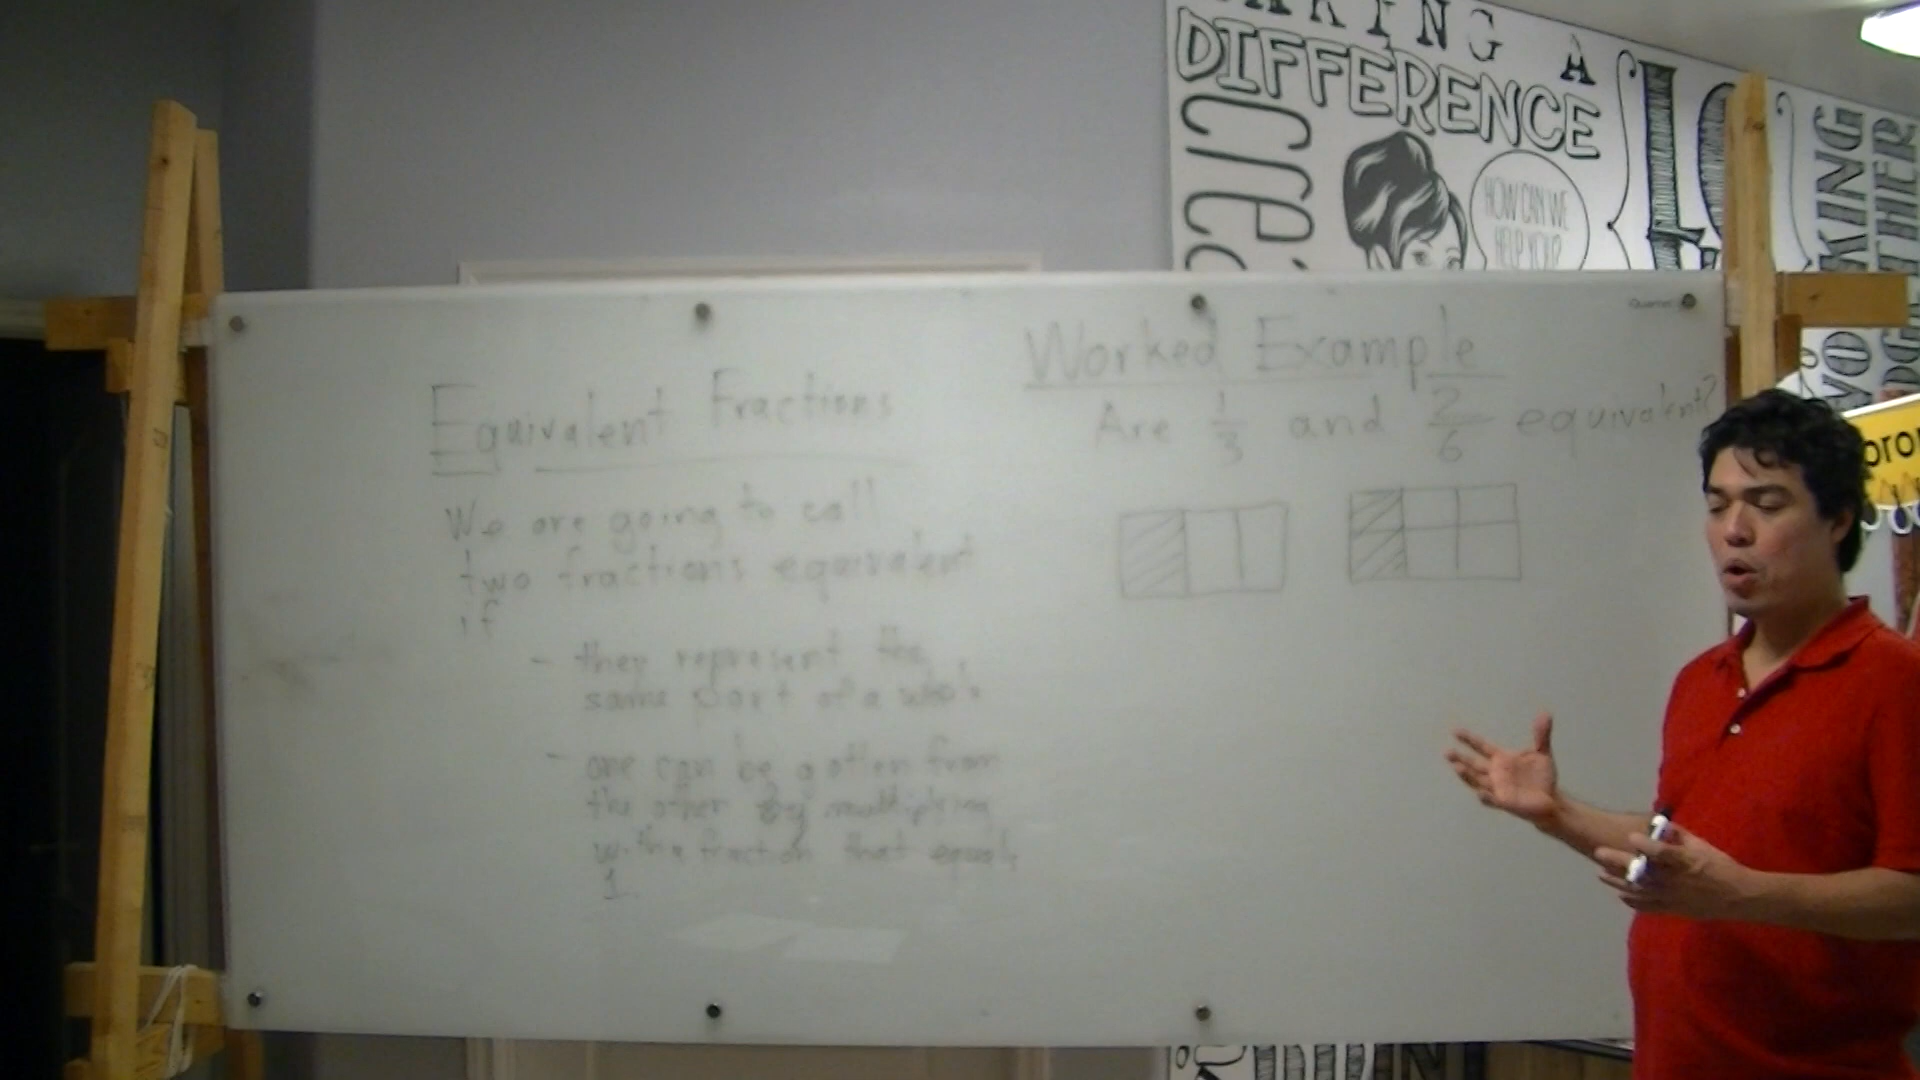 MAKING A
DIFFERENCE
HOW CAN WE
HELP YOU?
Quartet
Worked Example
Are 1/3 and 2/6 equivalent?
Equivalent Fractions
We are going to call
two fractions equivalent
if
- they represent the
same part of a whole
- one can be gotten from
the other by multiplying
with a fraction that equals
1.